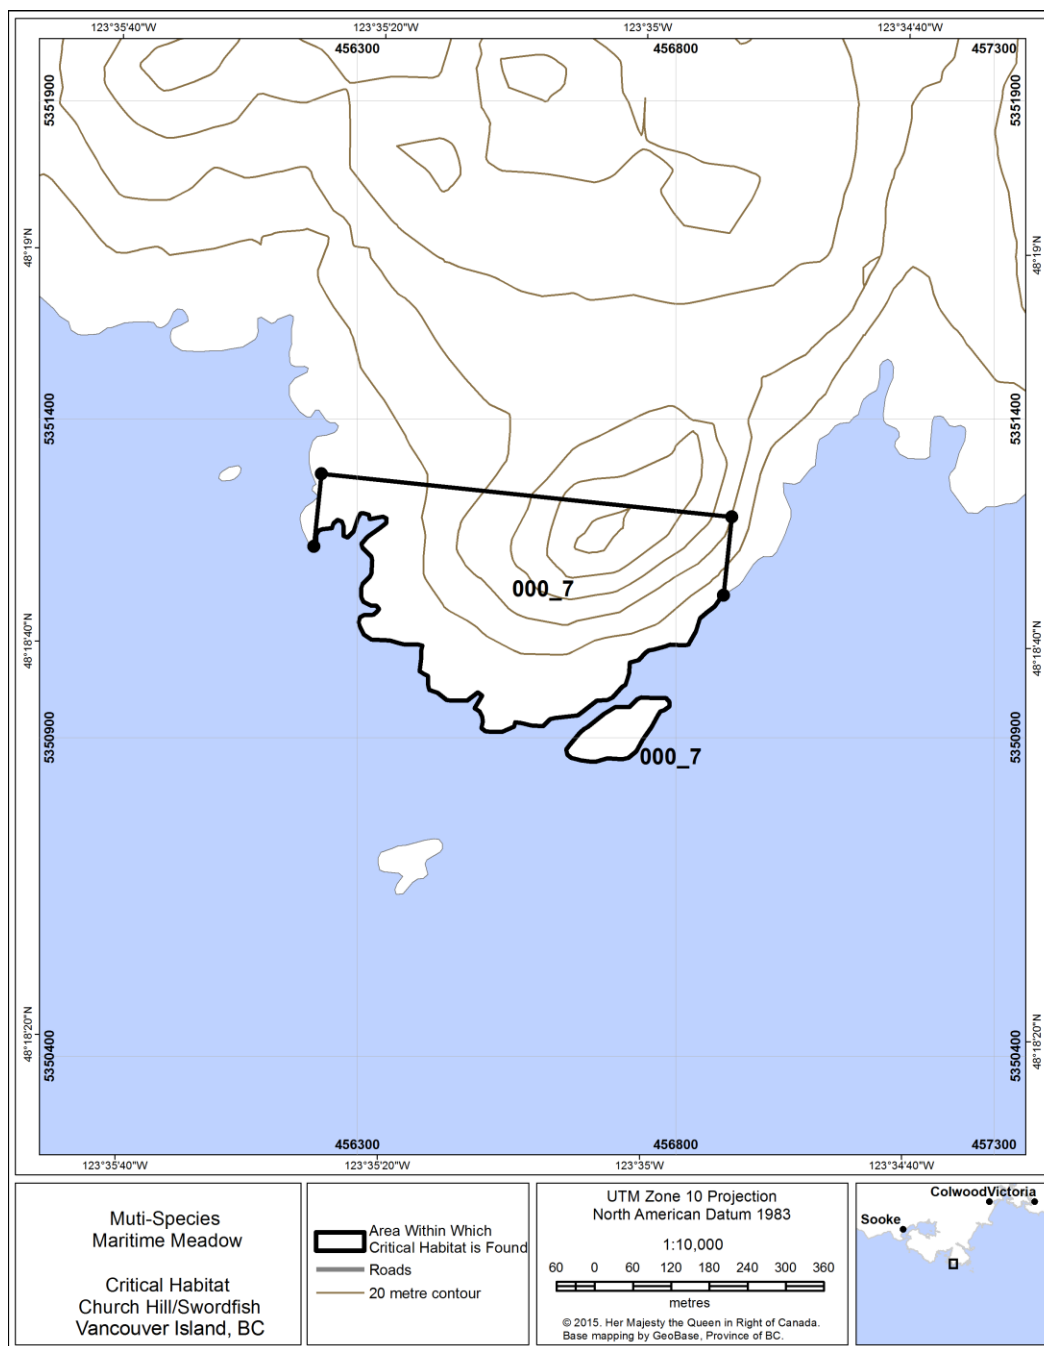 123°35'40"W
123°35'20"W
123°35'W
123°34'40"W
456300
456800
457300
5351900
5351900
48°19'N
48°19'N
5351400
5351400
000_7
48°18'40"N
48°18'40"N
5350900
5350900
000_7
48°18'20"N
48°18'20"N
5350400
5350400
456300
456800
457300
123°35'40"W
123°35'20"W
123°35'W
123°34'40"W
Muti-Species
Maritime Meadow
Critical Habitat
Church Hill/Swordfish
Vancouver Island, BC
Area Within Which
Critical Habitat is Found
Roads
20 metre contour
UTM Zone 10 Projection
North American Datum 1983
1:10,000
60 0 60 120 180 240 300 360
metres
© 2015. Her Majesty the Queen in Right of Canada.
Base mapping by GeoBase, Province of BC.
Colwood Victoria
Sooke